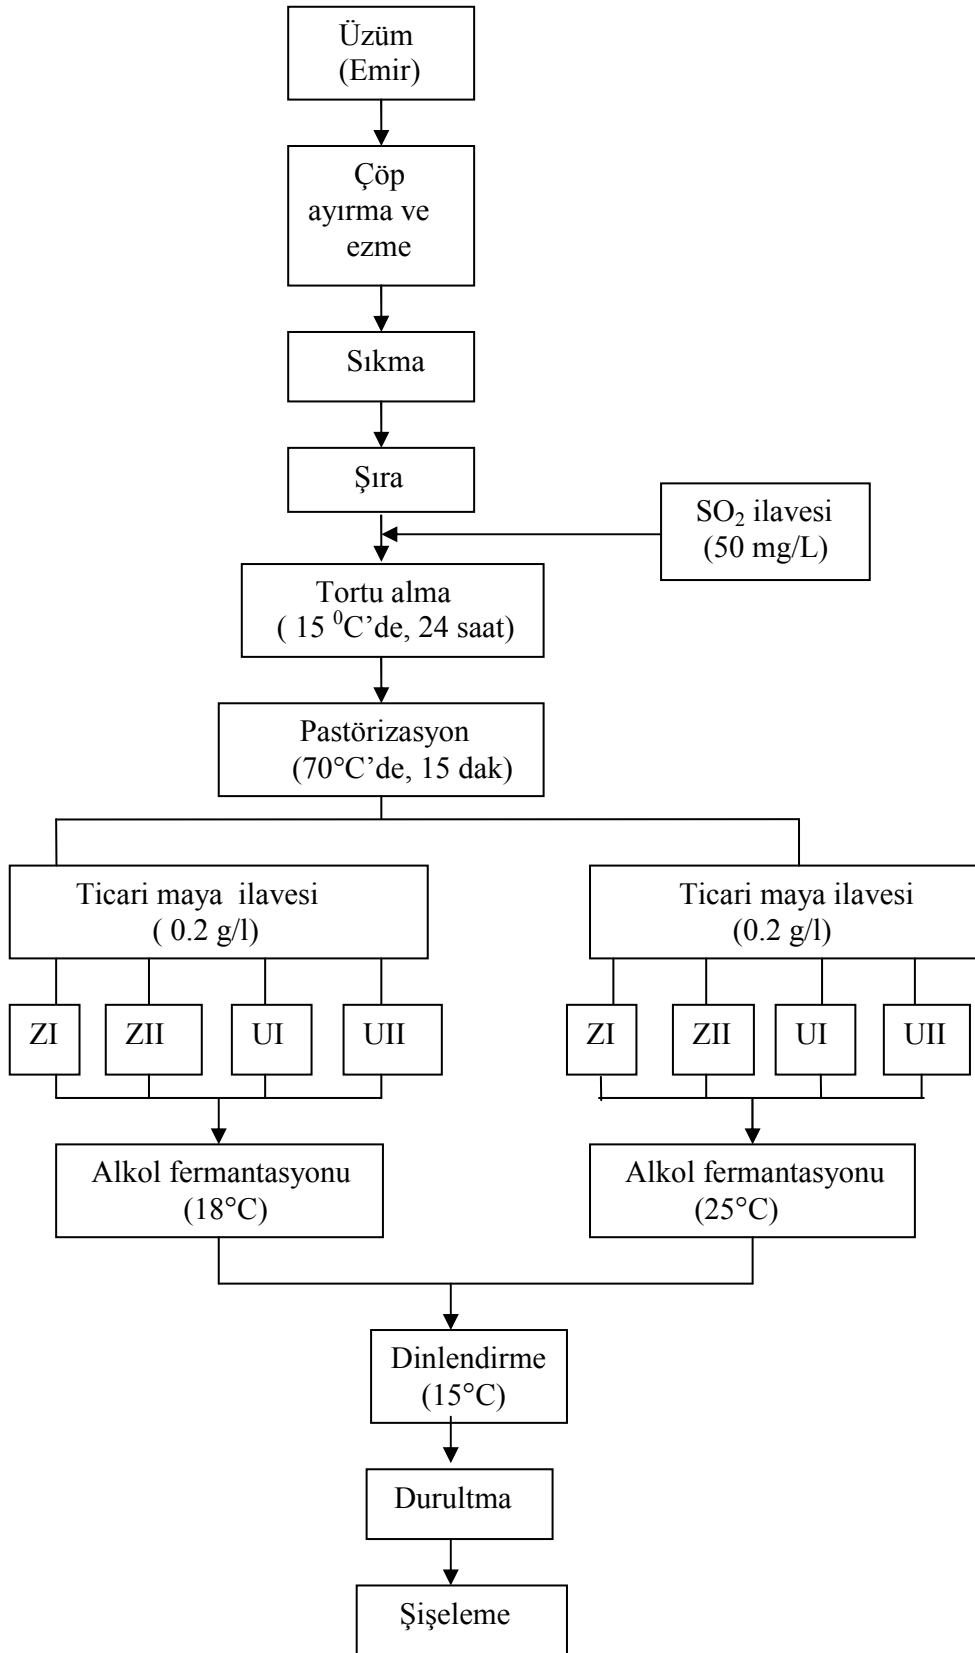 Üzüm
(Emir)
Çöp
ayırma ve
ezme
Sıkma
Şıra
SO₂ ilavesi
(50 mg/L)
Tortu alma
( 15 ⁰C’de, 24 saat)
Pastörizasyon
(70°C’de, 15 dak)
Ticari maya ilavesi
( 0.2 g/l)
Ticari maya ilavesi
(0.2 g/l)
ZI
ZII
UI
UII
ZI
ZII
UI
UII
Alkol fermantasyonu
(18°C)
Alkol fermantasyonu
(25°C)
Dinlendirme
(15°C)
Durultma
Şişeleme